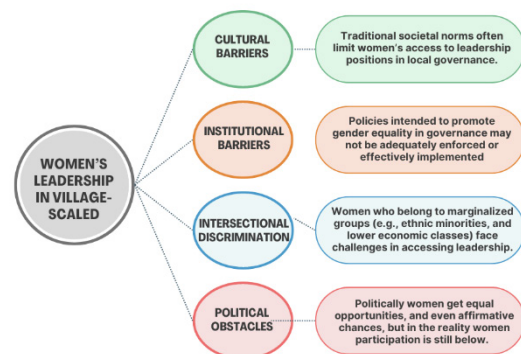 WOMEN'S
LEADERSHIP
IN VILLAGE-
SCALED
CULTURAL
BARRIERS
Traditional societal norms often
limit women's access to leadership
positions in local governance.
INSTITUTIONAL
BARRIERS
Policies intended to promote
gender equality in governance may
not be adequately enforced or
effectively implemented
INTERSECTIONAL
DISCRIMINATION
Women who belong to marginalized
groups (e.g., ethnic minorities, and
lower economic classes) face
challenges in accessing leadership.
POLITICAL
OBSTACLES
Politically women get equal
opportunities, and even affirmative
chances, but in the reality women
participation is still below.